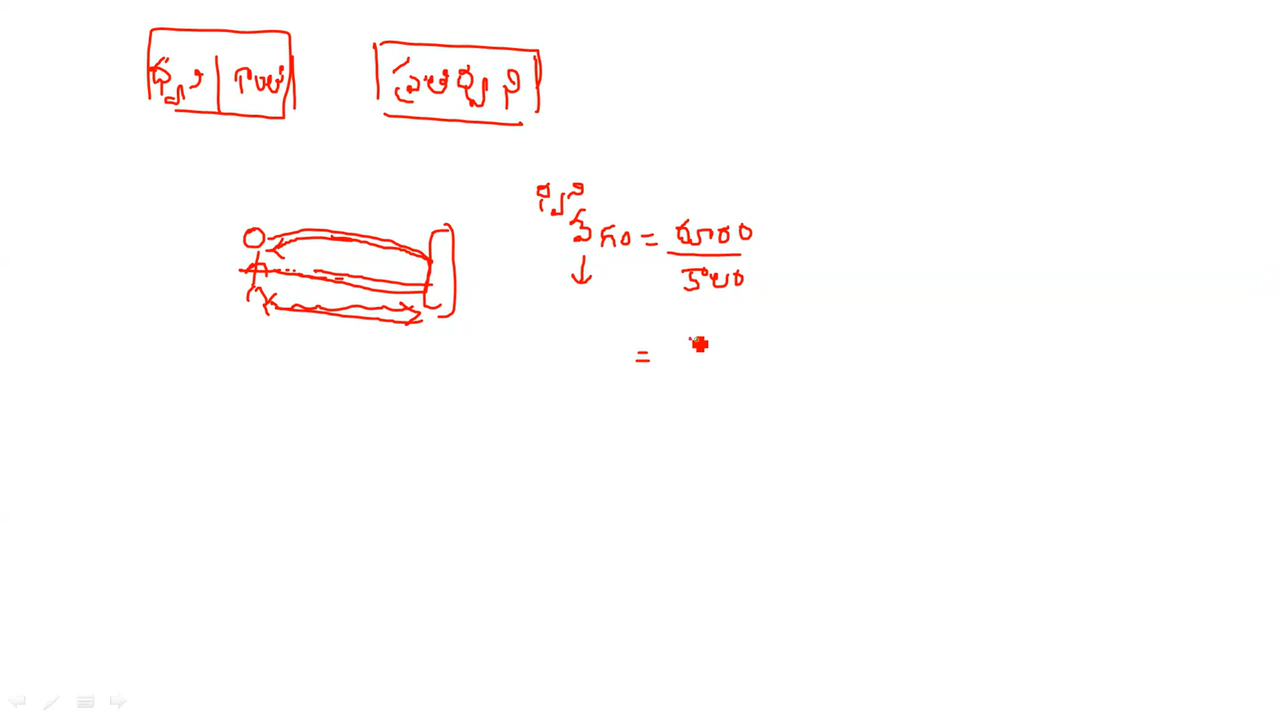 ధ్వని గాలి ప్రతిధ్వని
ధ్వని
వేగం = దూరం
కాలం
=